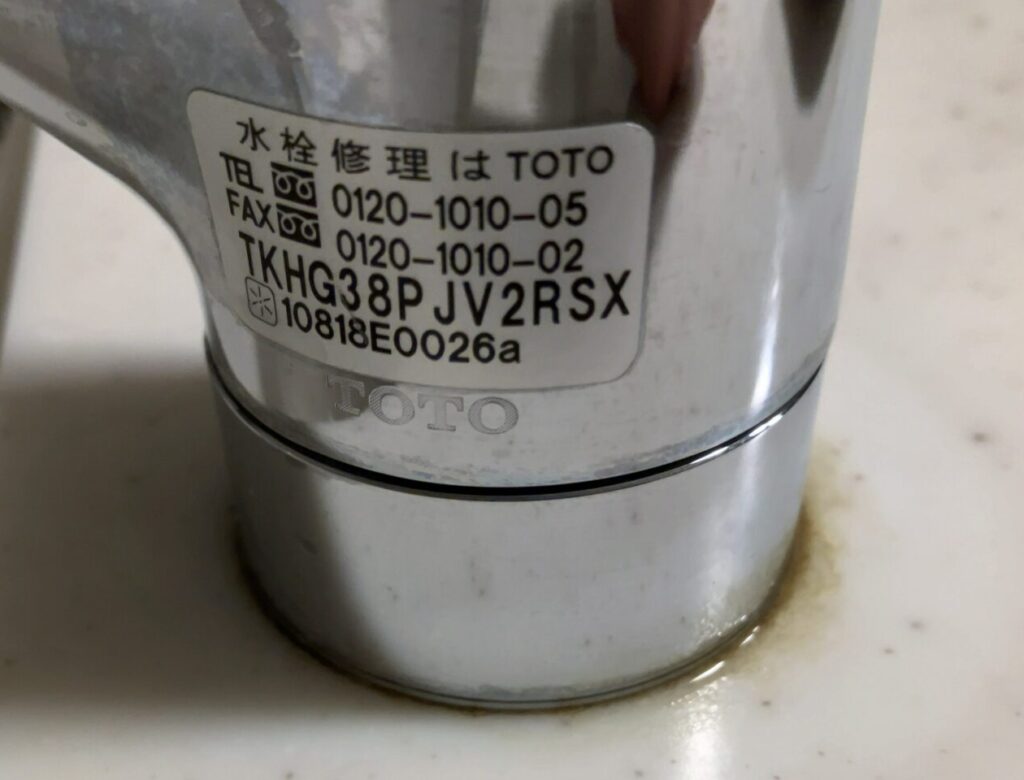 水栓修理はTOTO
TEL 0120-1010-05
FAX 0120-1010-02
TKHG38PJV2RSX
10818E0026a
TOTO